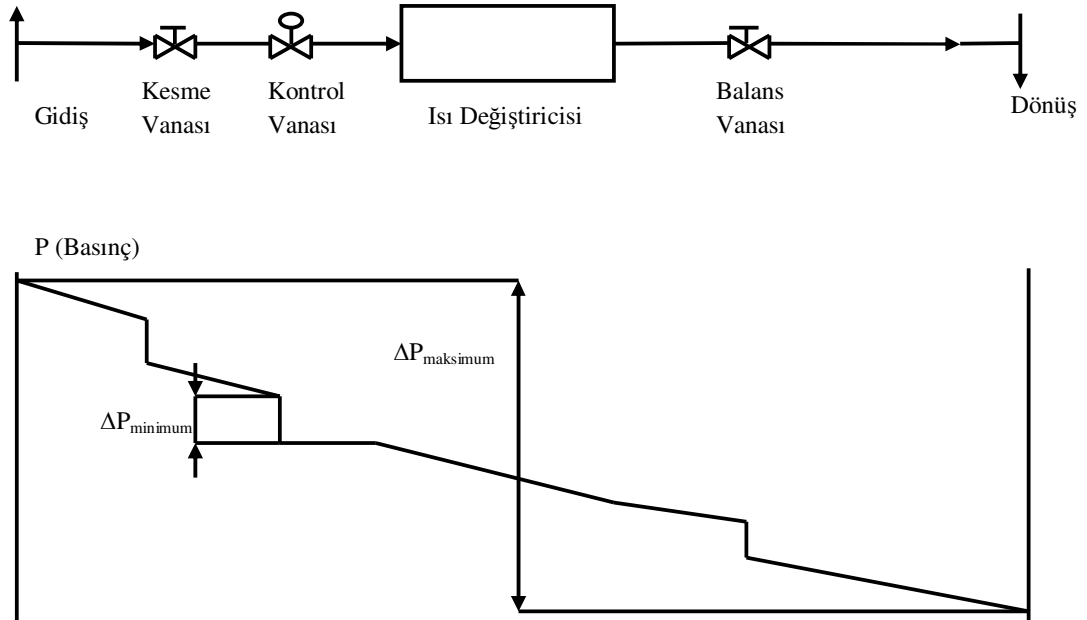 Gidiş
Kesme
Vanası
Kontrol
Vanası
Isı Değiştiricisi
Balans
Vanası
Dönüş
P (Basınç)
ΔPmaksimum
ΔPminimum